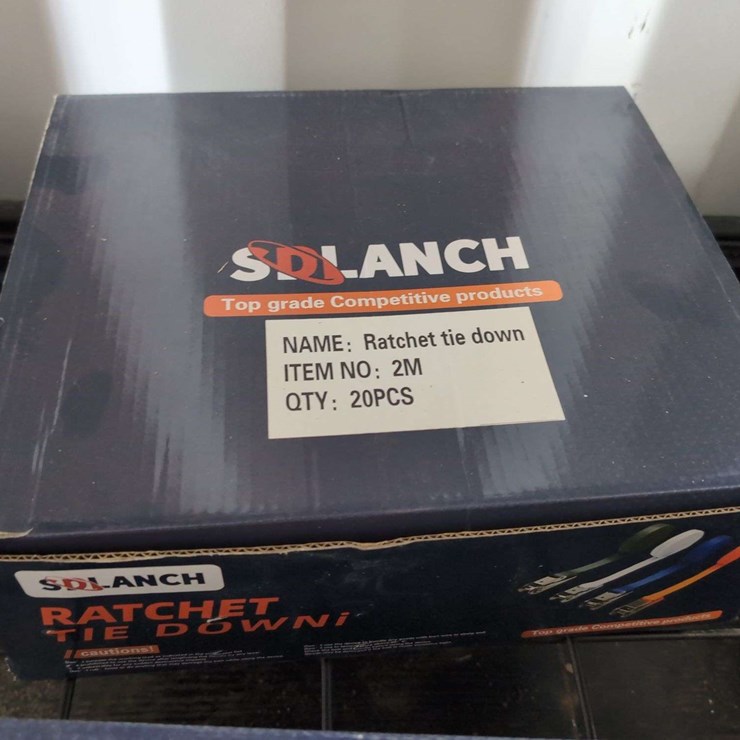 SDLANCH
Top grade Competitive products
NAME: Ratchet tie down
ITEM NO: 2M
QTY: 20PCS
SDLANCH
RATCHET
TIE DOWNi
cautions!
Top grade Competitive products